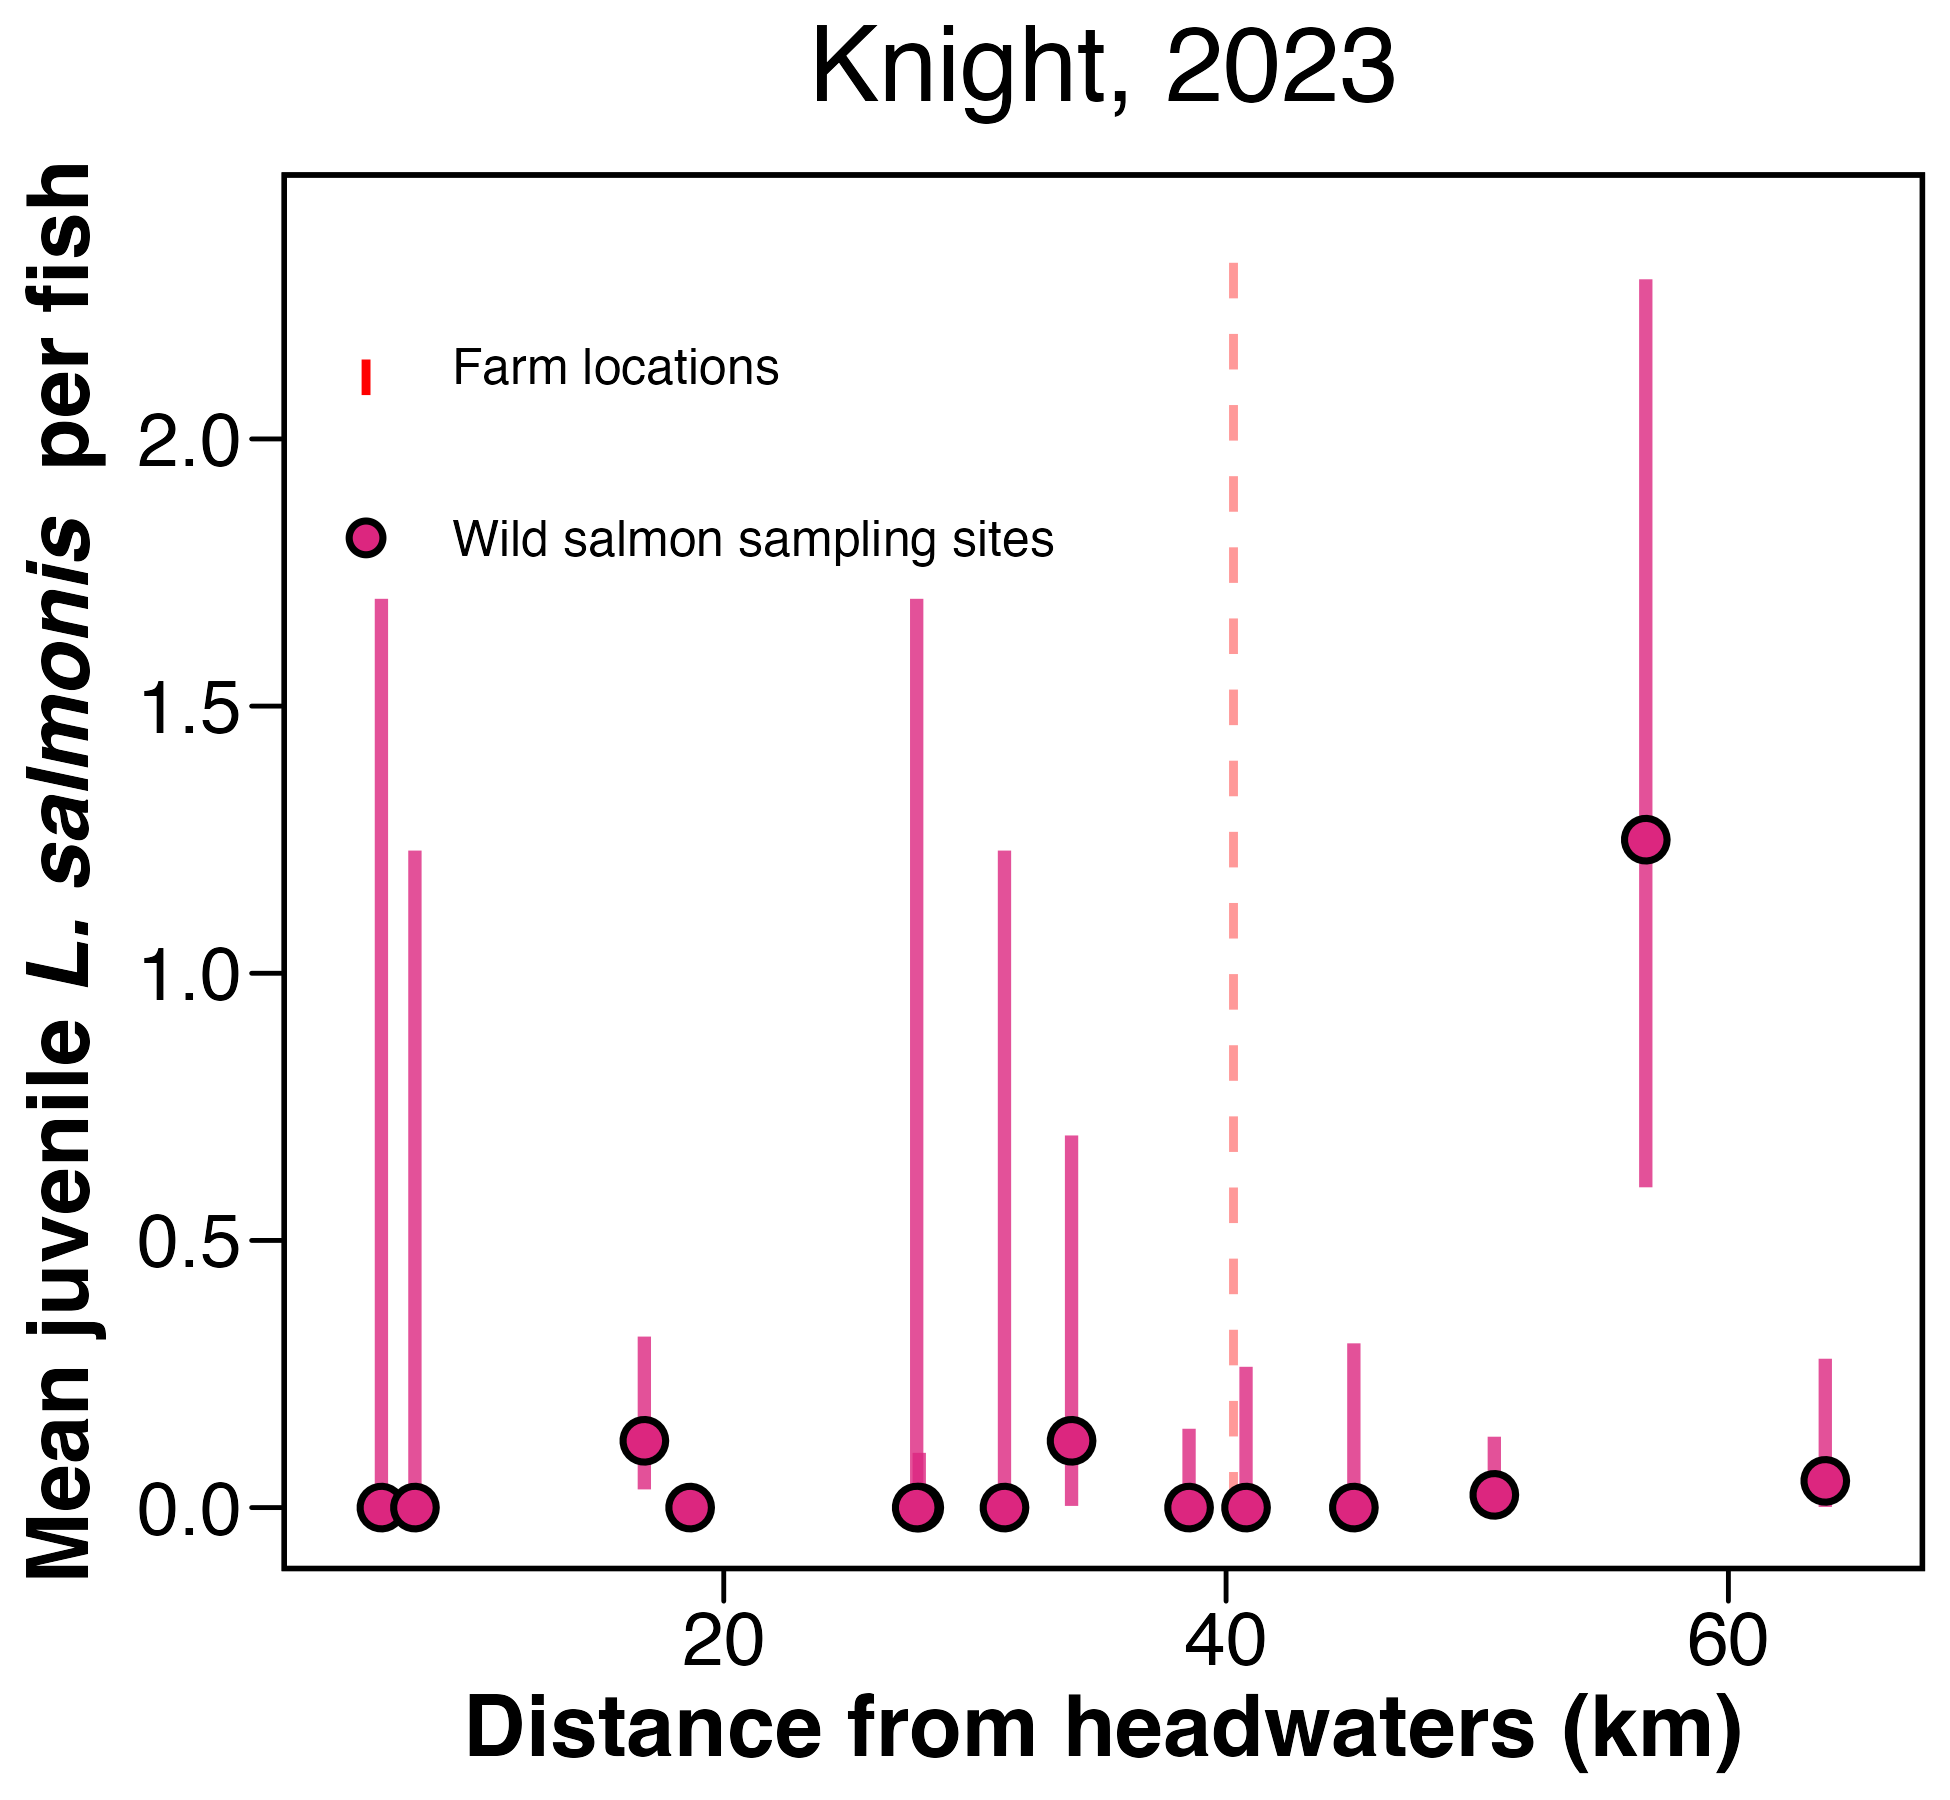 Knight, 2023
Mean juvenile L. salmonis per fish
2.0
1.5
1.0
0.5
0.0
Farm locations
Wild salmon sampling sites
20 40 60
Distance from headwaters (km)